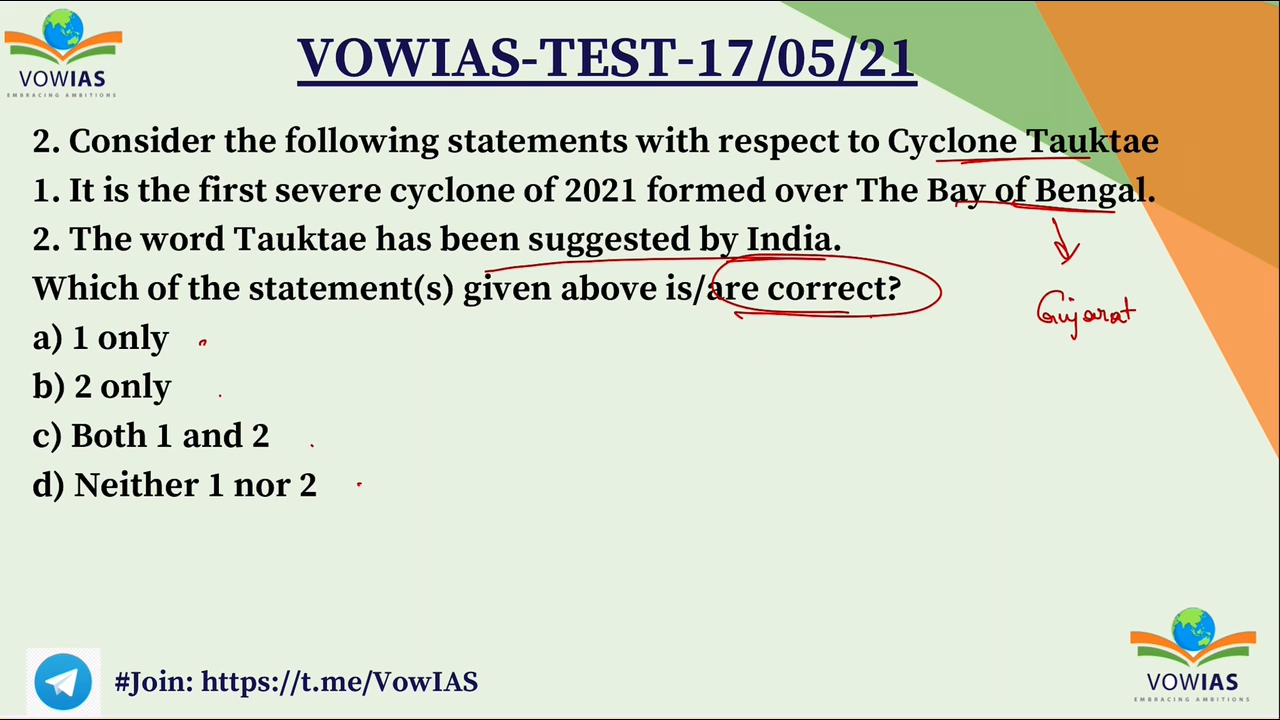 VOWIAS
EMBRACING AMBITIONS
VOWIAS-TEST-17/05/21
2. Consider the following statements with respect to Cyclone Tauktae
1. It is the first severe cyclone of 2021 formed over The Bay of Bengal.
2. The word Tauktae has been suggested by India.
Which of the statement(s) given above is/are correct?
Gujarat
a) 1 only
b) 2 only
c) Both 1 and 2
d) Neither 1 nor 2
#Join: https://t.me/VowIAS
VOWIAS
EMBRACING AMBITIONS